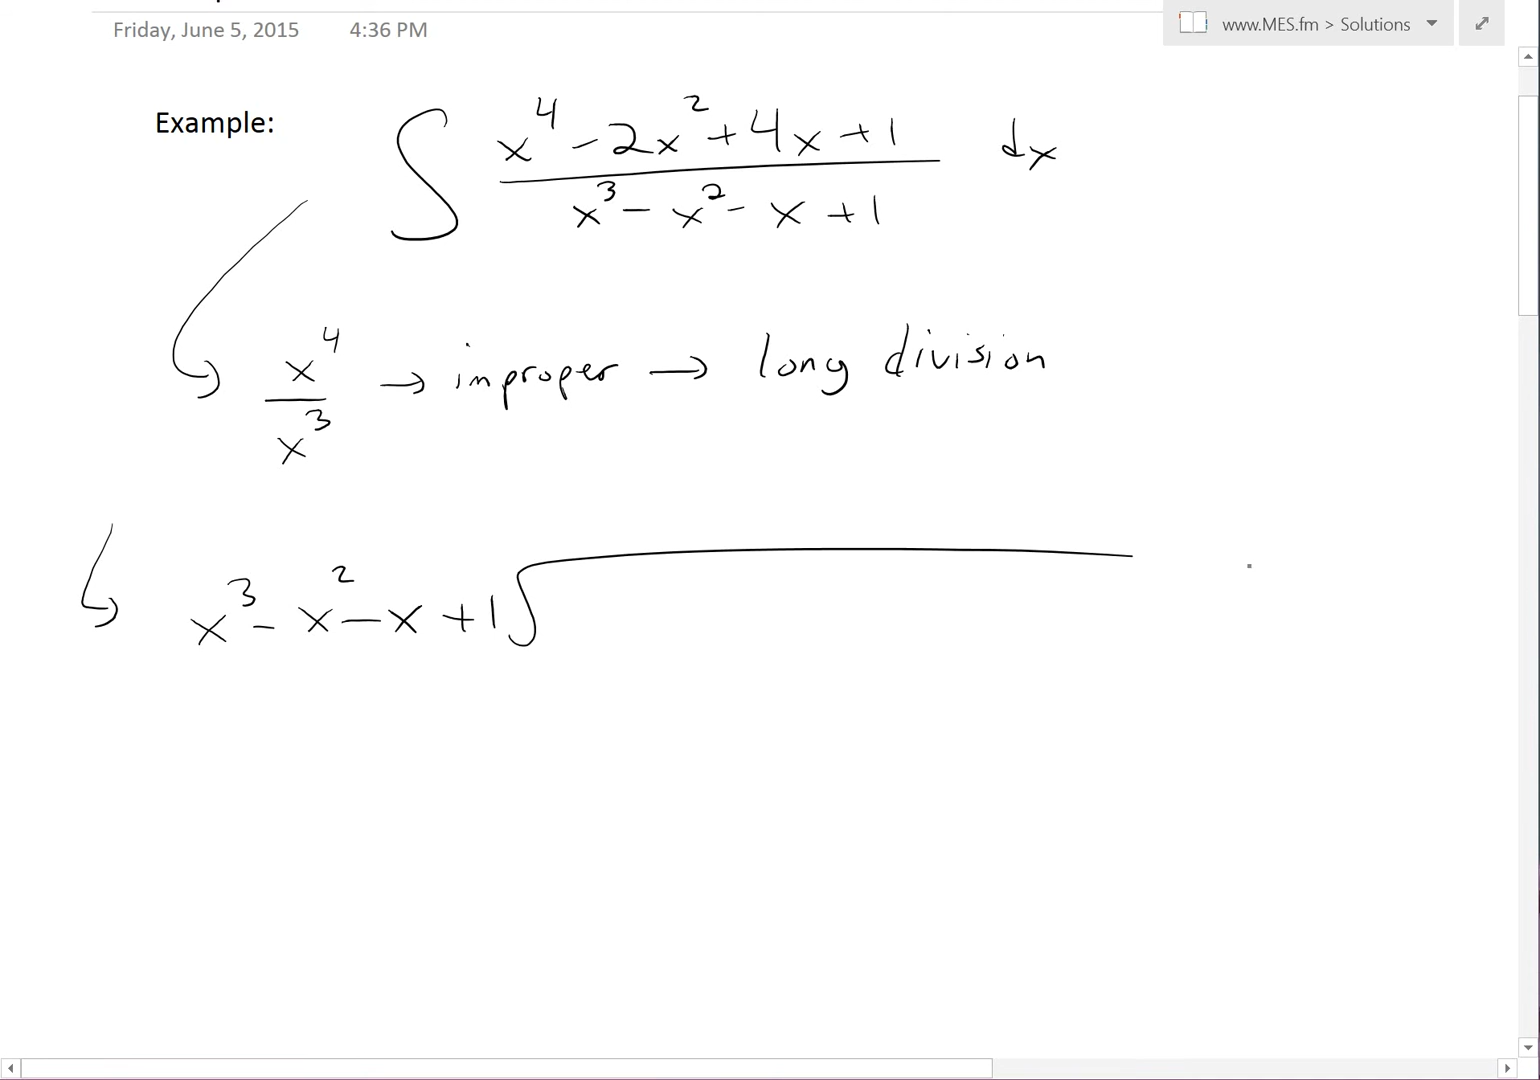 Friday, June 5, 2015 4:36 PM
www.MES.fm > Solutions
Example: ∫ (x⁴ - 2x² + 4x + 1) / (x³ - x² - x + 1) dx
x⁴ / x³ → improper → long division
x³ - x² - x + 1